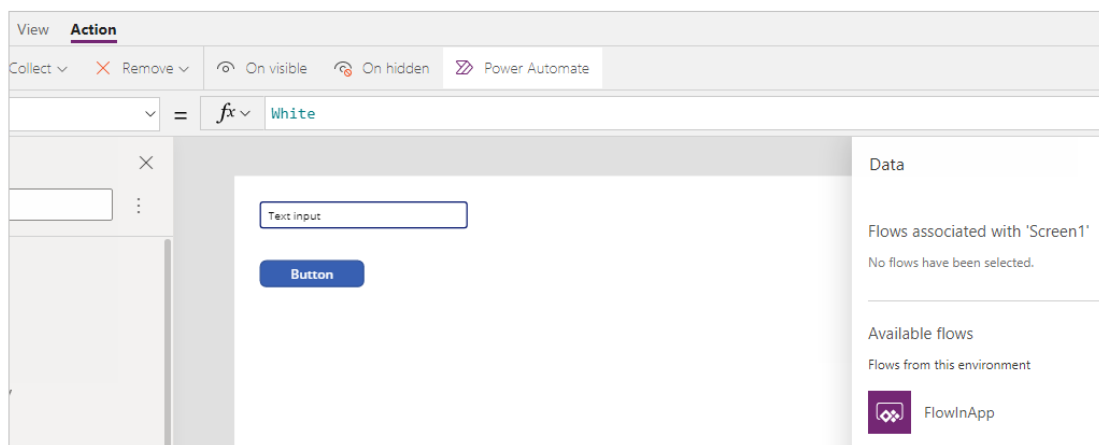 View Action
Collect Remove On visible On hidden Power Automate
= fx White
Data
Text input
Flows associated with 'Screen1'
No flows have been selected.
Button
Available flows
Flows from this environment
FlowInApp